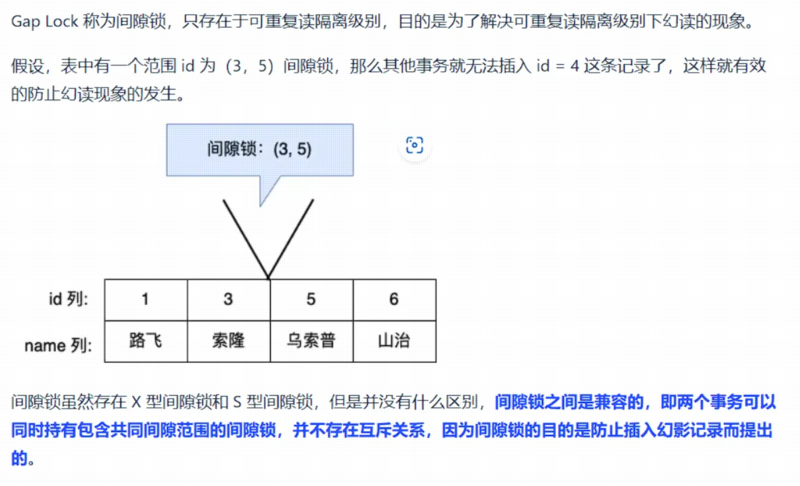 Gap Lock 称为间隙锁，只存在于可重复读隔离级别，目的是为了解决可重复读隔离级别下幻读的现象。
假设，表中有一个范围 id 为（3，5）间隙锁，那么其他事务就无法插入 id = 4 这条记录了，这样就有效
的防止幻读现象的发生。
间隙锁：(3, 5)
id 列: 1 3 5 6
name 列: 路飞 索隆 乌索普 山治
间隙锁虽然存在 X 型间隙锁和 S 型间隙锁，但是并没有什么区别，间隙锁之间是兼容的，即两个事务可以
同时持有包含共同间隙范围的间隙锁，并不存在互斥关系，因为间隙锁的目的是防止插入幻影记录而提出
的。